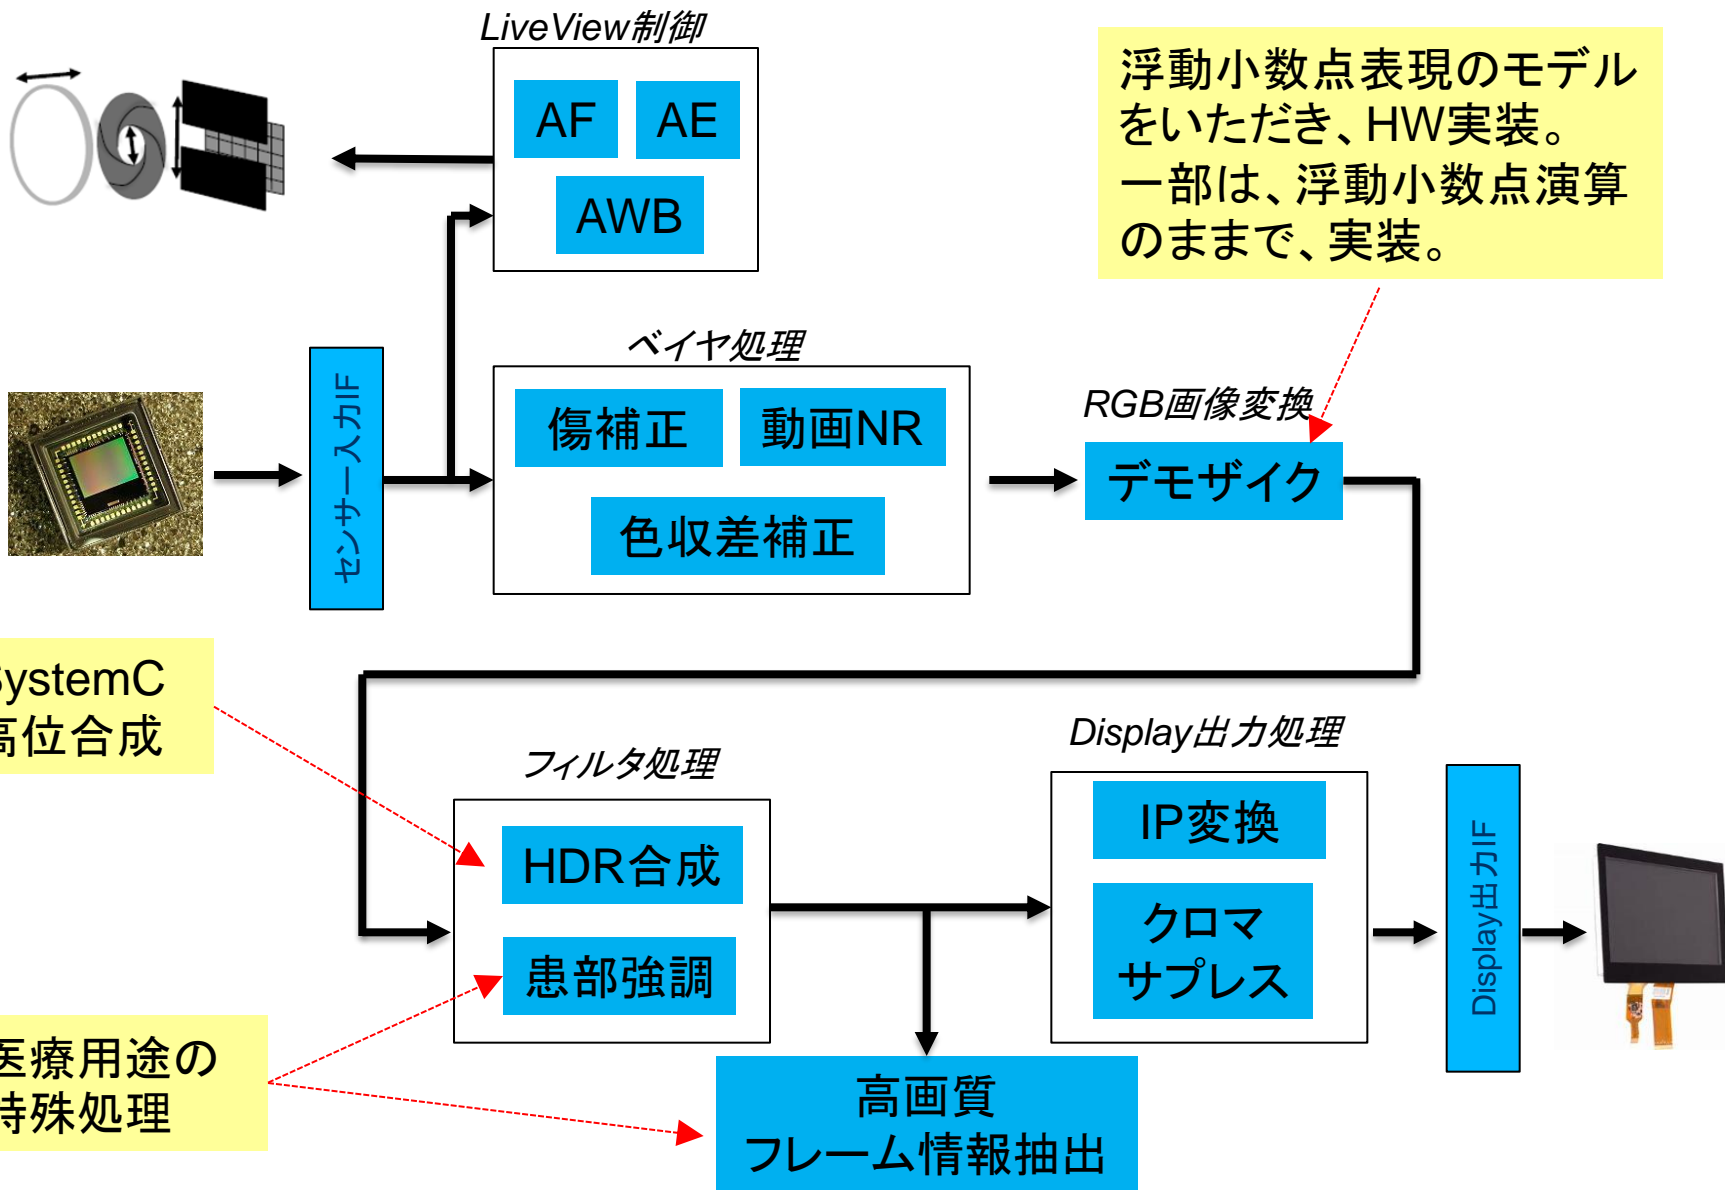 LiveView制御
AF
AE
AWB
浮動小数点表現のモデル
をいただき、HW実装。
一部は、浮動小数点演算
のままで、実装。
センサー入力IF
ベイヤ処理
傷補正
動画NR
色収差補正
RGB画像変換
デモザイク
SystemC
高位合成
フィルタ処理
HDR合成
患部強調
Display出力処理
IP変換
クロマ
サプレス
Display出力IF
医療用途の
特殊処理
高画質
フレーム情報抽出